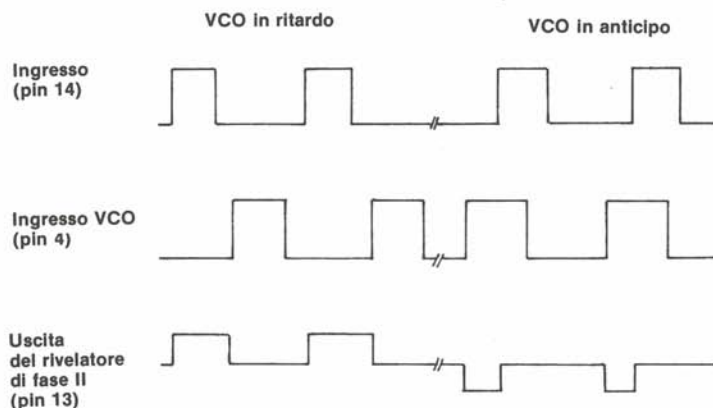 VCO in ritardo
VCO in anticipo
Ingresso
(pin 14)
Ingresso VCO
(pin 4)
Uscita
del rivelatore
di fase II
(pin 13)